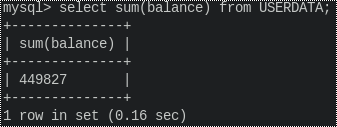 mysql> select sum(balance) from USERDATA;
+--------------+
| sum(balance) |
+--------------+
| 449827       |
+--------------+
1 row in set (0.16 sec)